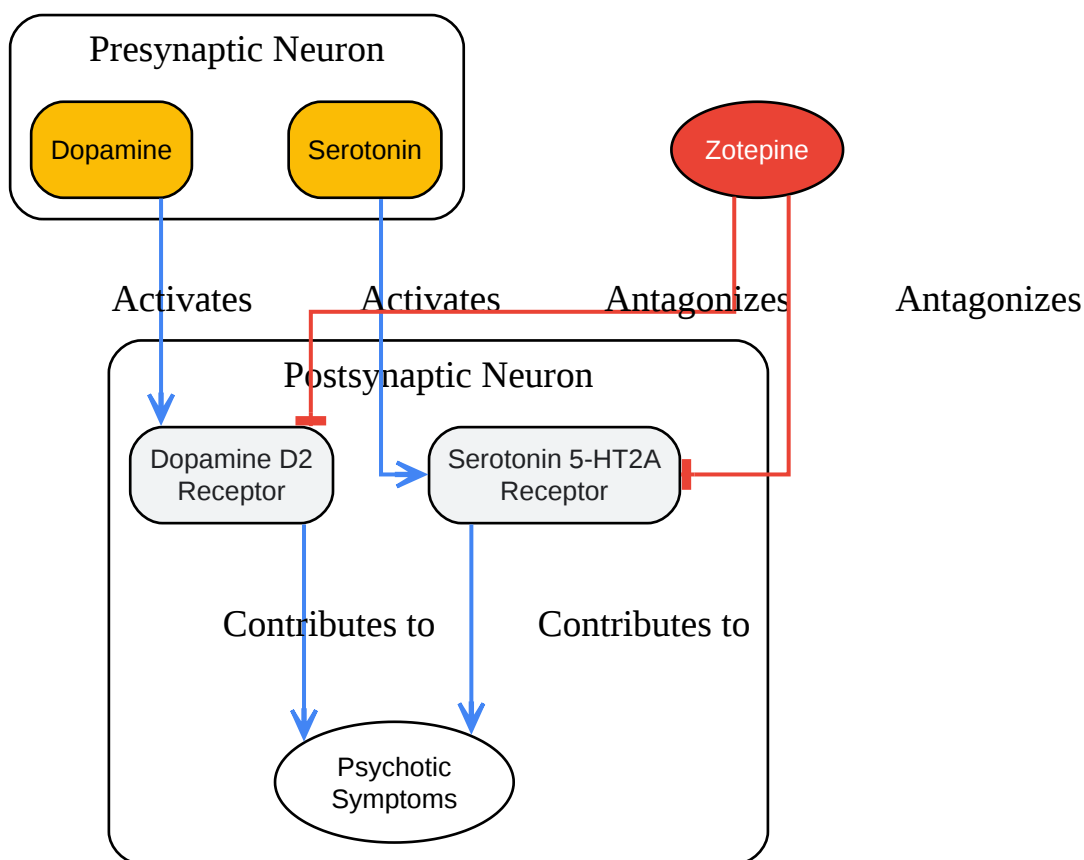 Presynaptic Neuron
Dopamine
Serotonin
Zotepine
Activates
Activates
Antagonizes
Antagonizes
Postsynaptic Neuron
Dopamine D2
Receptor
Serotonin 5-HT2A
Receptor
Contributes to
Contributes to
Psychotic
Symptoms